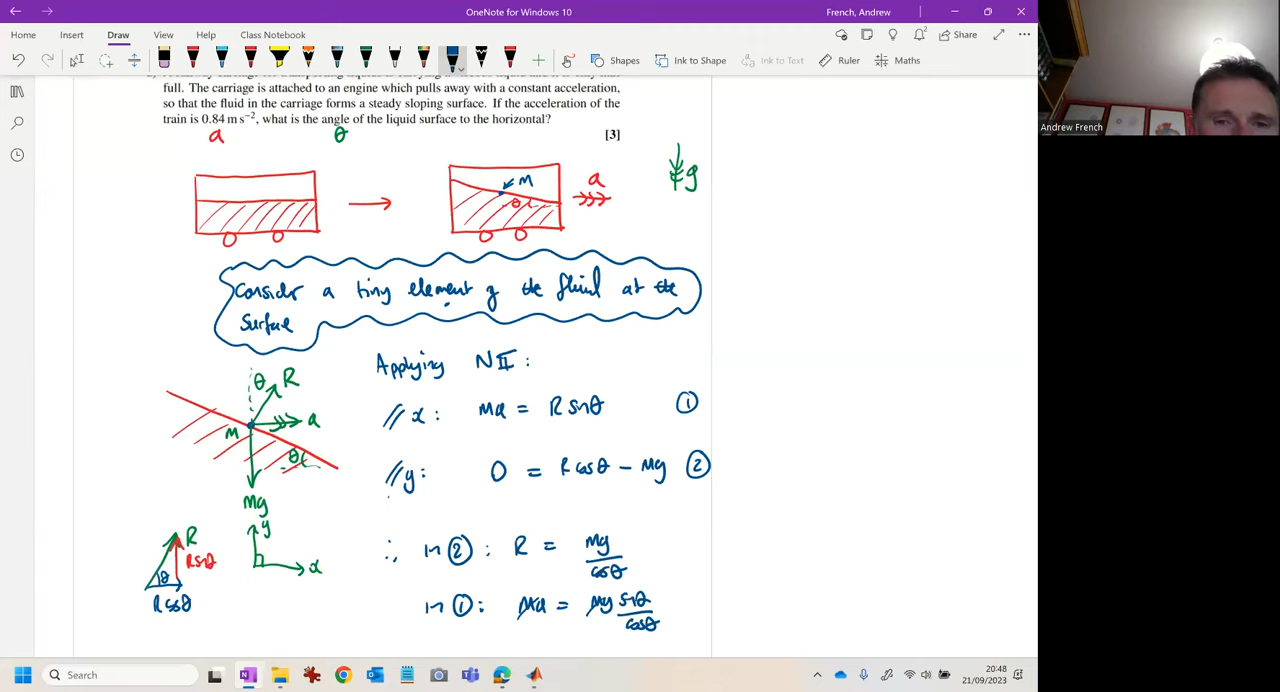 OneNote for Windows 10
French, Andrew
Home Insert Draw View Help Class Notebook
Share
Shapes Ink to Shape Ink to Text Ruler Maths
full. The carriage is attached to an engine which pulls away with a constant acceleration,
so that the fluid in the carriage forms a steady sloping surface. If the acceleration of the
train is 0.84 m s⁻², what is the angle of the liquid surface to the horizontal?
[3]
a θ
M
a
θ
g
Consider a tiny element of the fluid at the
surface
Applying NII:
θ R
// x: Ma = R sinθ ①
a
M
θ
// y: 0 = R cosθ - Mg ②
Mg
y
x
R
R sinθ
θ
R cosθ
∴ in ②: R = Mg/cosθ
in ①: Ma = Mg sinθ/cosθ
Andrew French
Search
20:48
21/09/2023